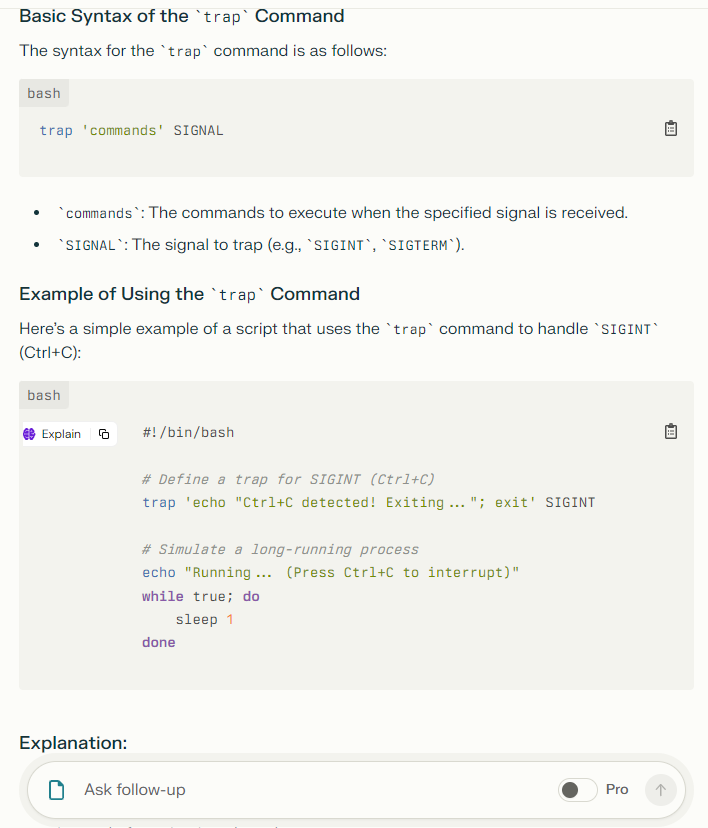 Basic Syntax of the `trap` Command
The syntax for the `trap` command is as follows:
bash
trap 'commands' SIGNAL
• `commands`: The commands to execute when the specified signal is received.
• `SIGNAL`: The signal to trap (e.g., `SIGINT`, `SIGTERM`).
Example of Using the `trap` Command
Here's a simple example of a script that uses the `trap` command to handle `SIGINT`
(Ctrl+C):
bash
Explain
#!/bin/bash
# Define a trap for SIGINT (Ctrl+C)
trap 'echo "Ctrl+C detected! Exiting..."; exit' SIGINT
# Simulate a long-running process
echo "Running... (Press Ctrl+C to interrupt)"
while true; do
    sleep 1
done
Explanation:
Ask follow-up
Pro